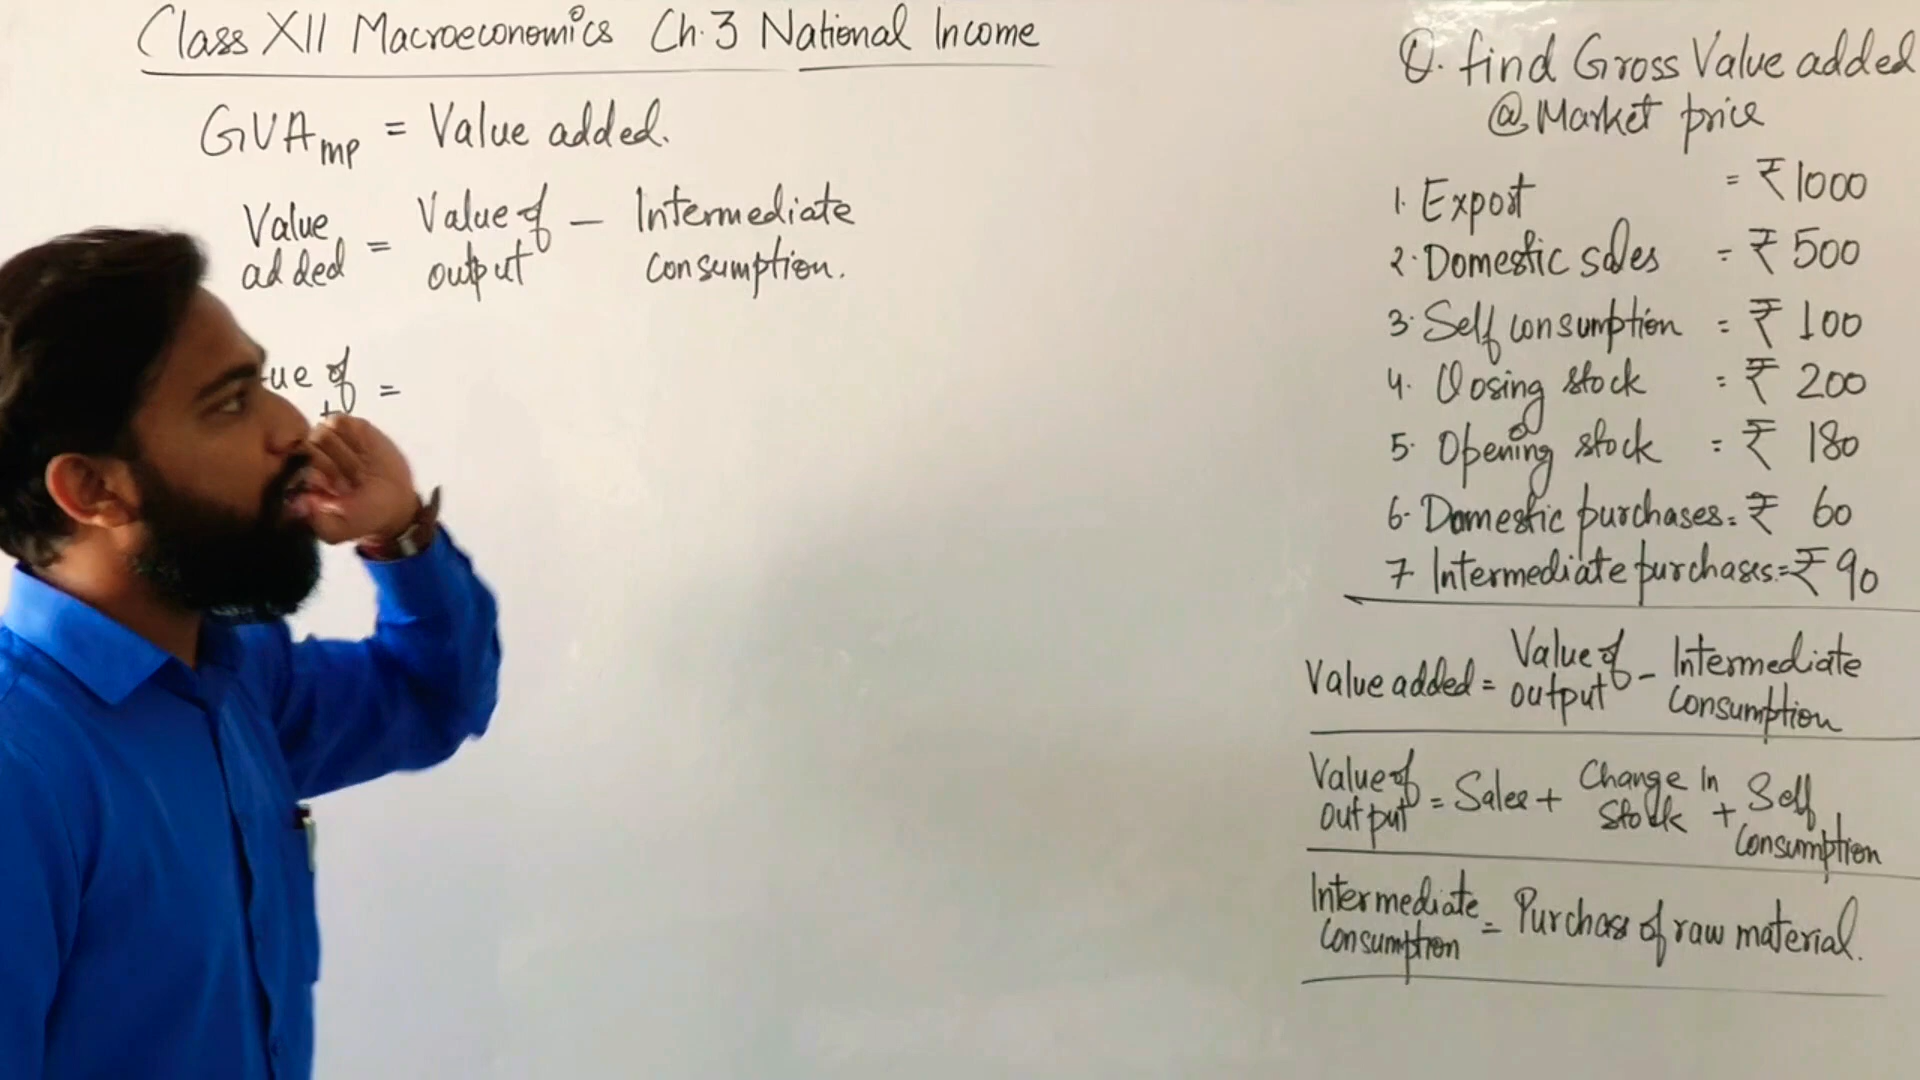 Class XII Macroeconomics Ch.3 National Income
GVAmp = Value added.
Value added = Value of output – Intermediate consumption.
ue of =
Q. find Gross Value added
@ Market price
1. Export = ₹1000
2. Domestic sales = ₹ 500
3. Self consumption = ₹ 100
4. Closing stock = ₹ 200
5. Opening stock = ₹ 180
6. Domestic purchases = ₹ 60
7 Intermediate purchases = ₹ 90
Value added = Value of output – Intermediate consumption
Value of output = Sales + Change In Stock + Self Consumption
Intermediate Consumption = Purchas of raw material.